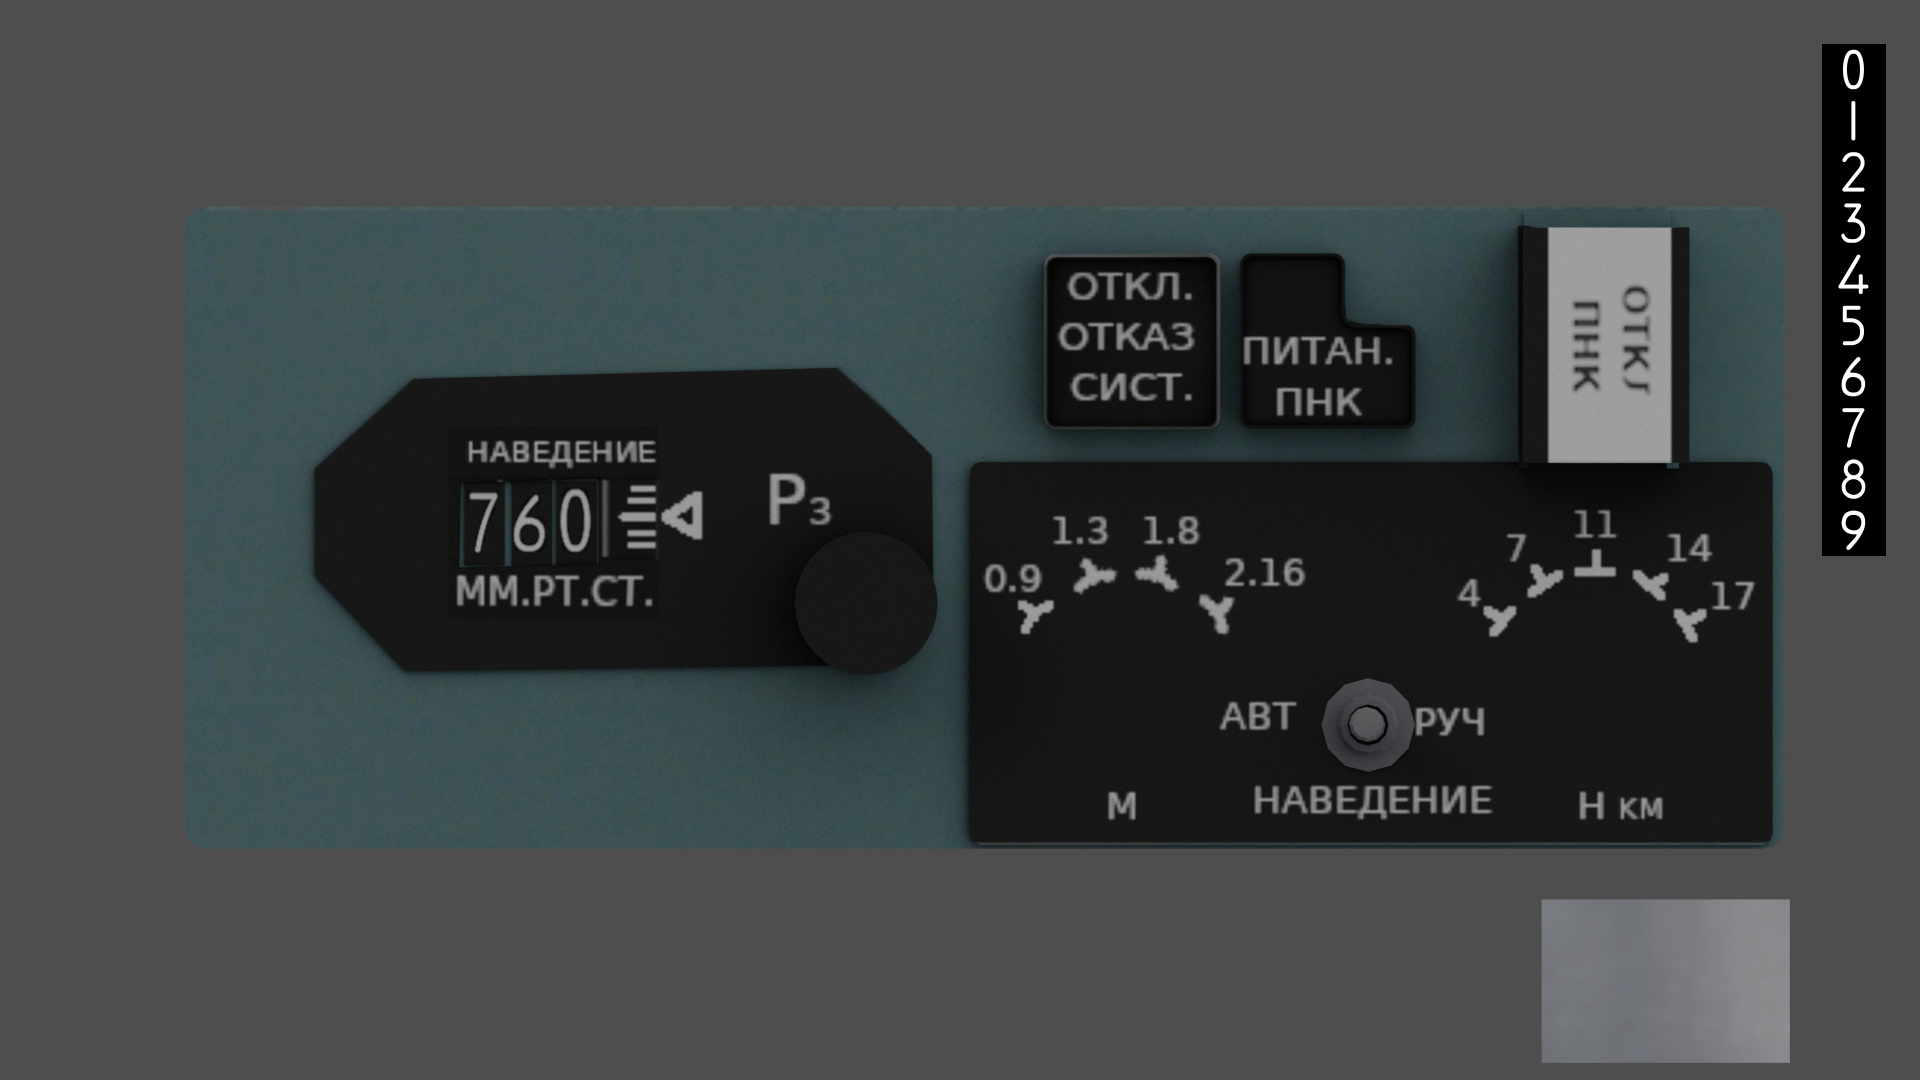 НАВЕДЕНИЕ
760
ММ.РТ.СТ.
Р₃
ОТКЛ.
ОТКАЗ
СИСТ.
ПИТАН.
ПНК
ОТКЛ
ПНК
0.9 1.3 1.8 2.16
4 7 11 14 17
АВТ РУЧ
М НАВЕДЕНИЕ Н км
0
1
2
3
4
5
6
7
8
9